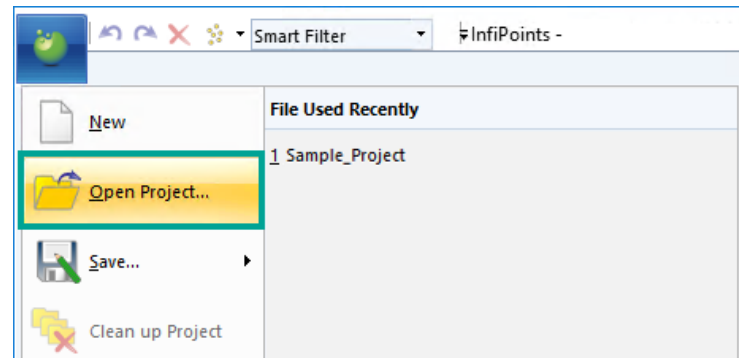 Smart Filter
InfiPoints -
New
File Used Recently
1 Sample_Project
Open Project...
Save...
Clean up Project